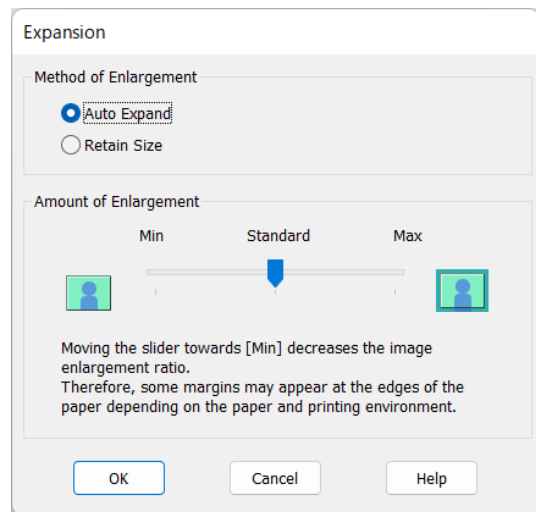 Expansion
Method of Enlargement
Auto Expand
Retain Size
Amount of Enlargement
Min Standard Max
Moving the slider towards [Min] decreases the image
enlargement ratio.
Therefore, some margins may appear at the edges of the
paper depending on the paper and printing environment.
OK Cancel Help